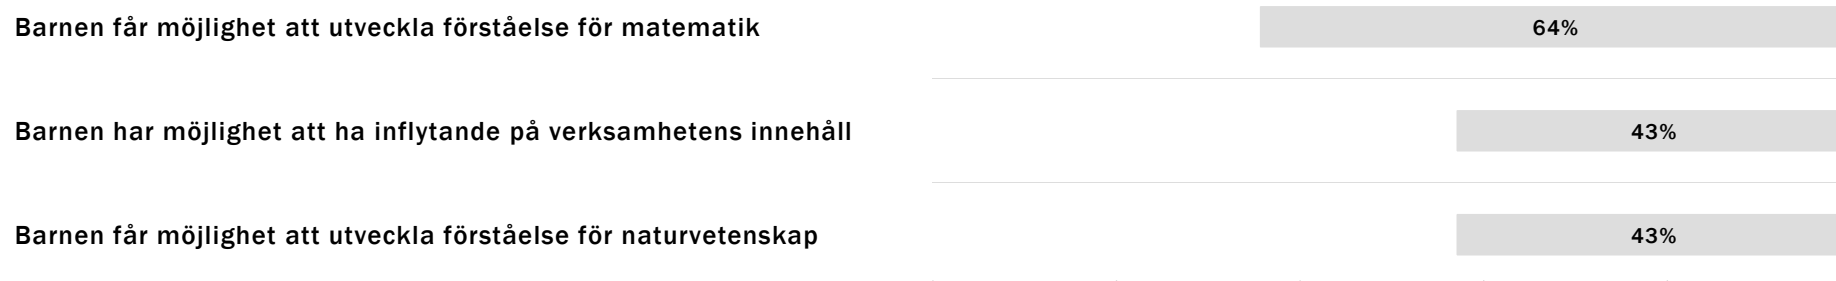 Barnen får möjlighet att utveckla förståelse för matematik 64%
Barnen har möjlighet att ha inflytande på verksamhetens innehåll 43%
Barnen får möjlighet att utveckla förståelse för naturvetenskap 43%